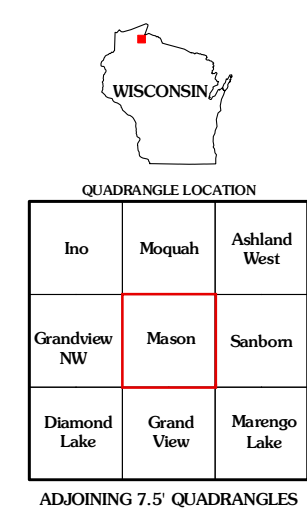 WISCONSIN
QUADRANGLE LOCATION
Ino
Moquah
Ashland
West
Grandview
NW
Mason
Sanborn
Diamond
Lake
Grand
View
Marengo
Lake
ADJOINING 7.5' QUADRANGLES